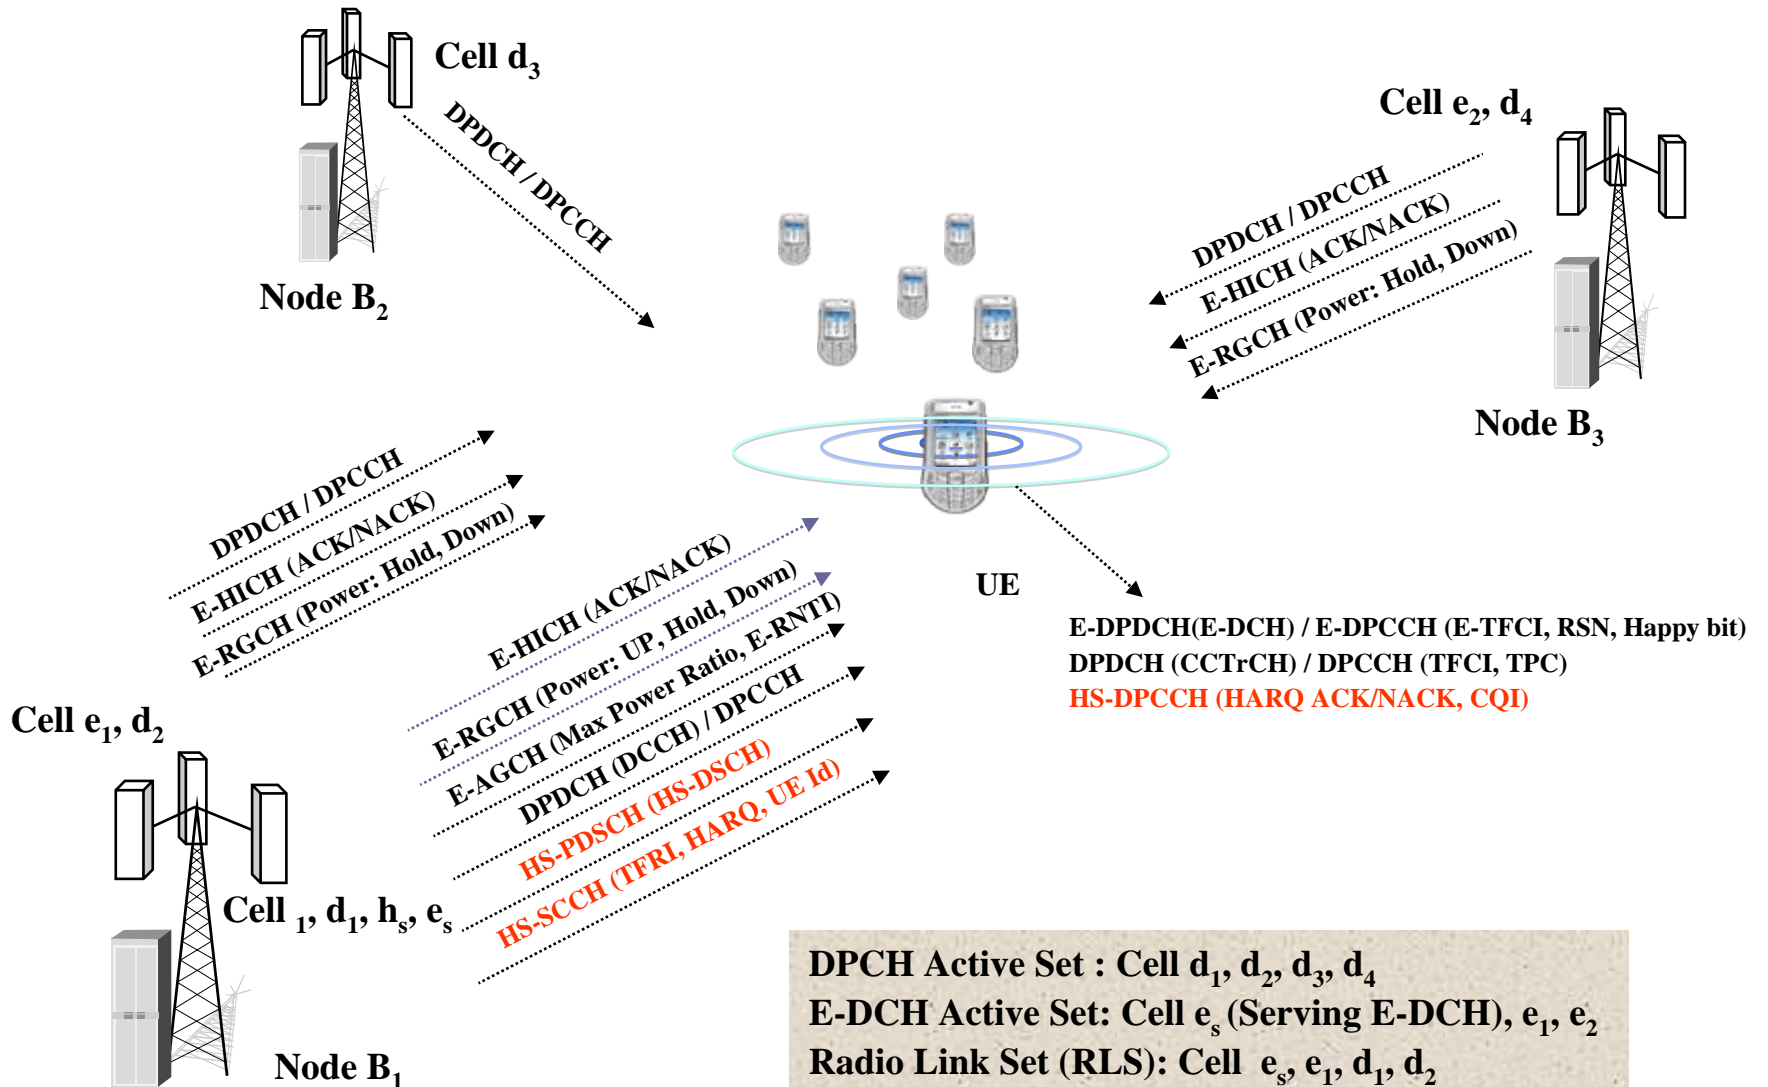 Cell d3
DPDCH / DPCCH
Node B2
Cell e2, d4
DPDCH / DPCCH
E-HICH (ACK/NACK)
E-RGCH (Power: Hold, Down)
Node B3
DPDCH / DPCCH
E-HICH (ACK/NACK)
E-RGCH (Power: Hold, Down)
E-HICH (ACK/NACK)
E-RGCH (Power: UP, Hold, Down)
E-AGCH (Max Power Ratio, E-RNTI)
DPDCH (DCCH) / DPCCH
HS-PDSCH (HS-DSCH)
HS-SCCH (TFRI, HARQ, UE Id)
UE
E-DPDCH(E-DCH) / E-DPCCH (E-TFCI, RSN, Happy bit)
DPDCH (CCTrCH) / DPCCH (TFCI, TPC)
HS-DPCCH (HARQ ACK/NACK, CQI)
Cell e1, d2
Cell 1, d1, hs, es
Node B1
DPCH Active Set : Cell d1, d2, d3, d4
E-DCH Active Set: Cell es (Serving E-DCH), e1, e2
Radio Link Set (RLS): Cell es, e1, d1, d2